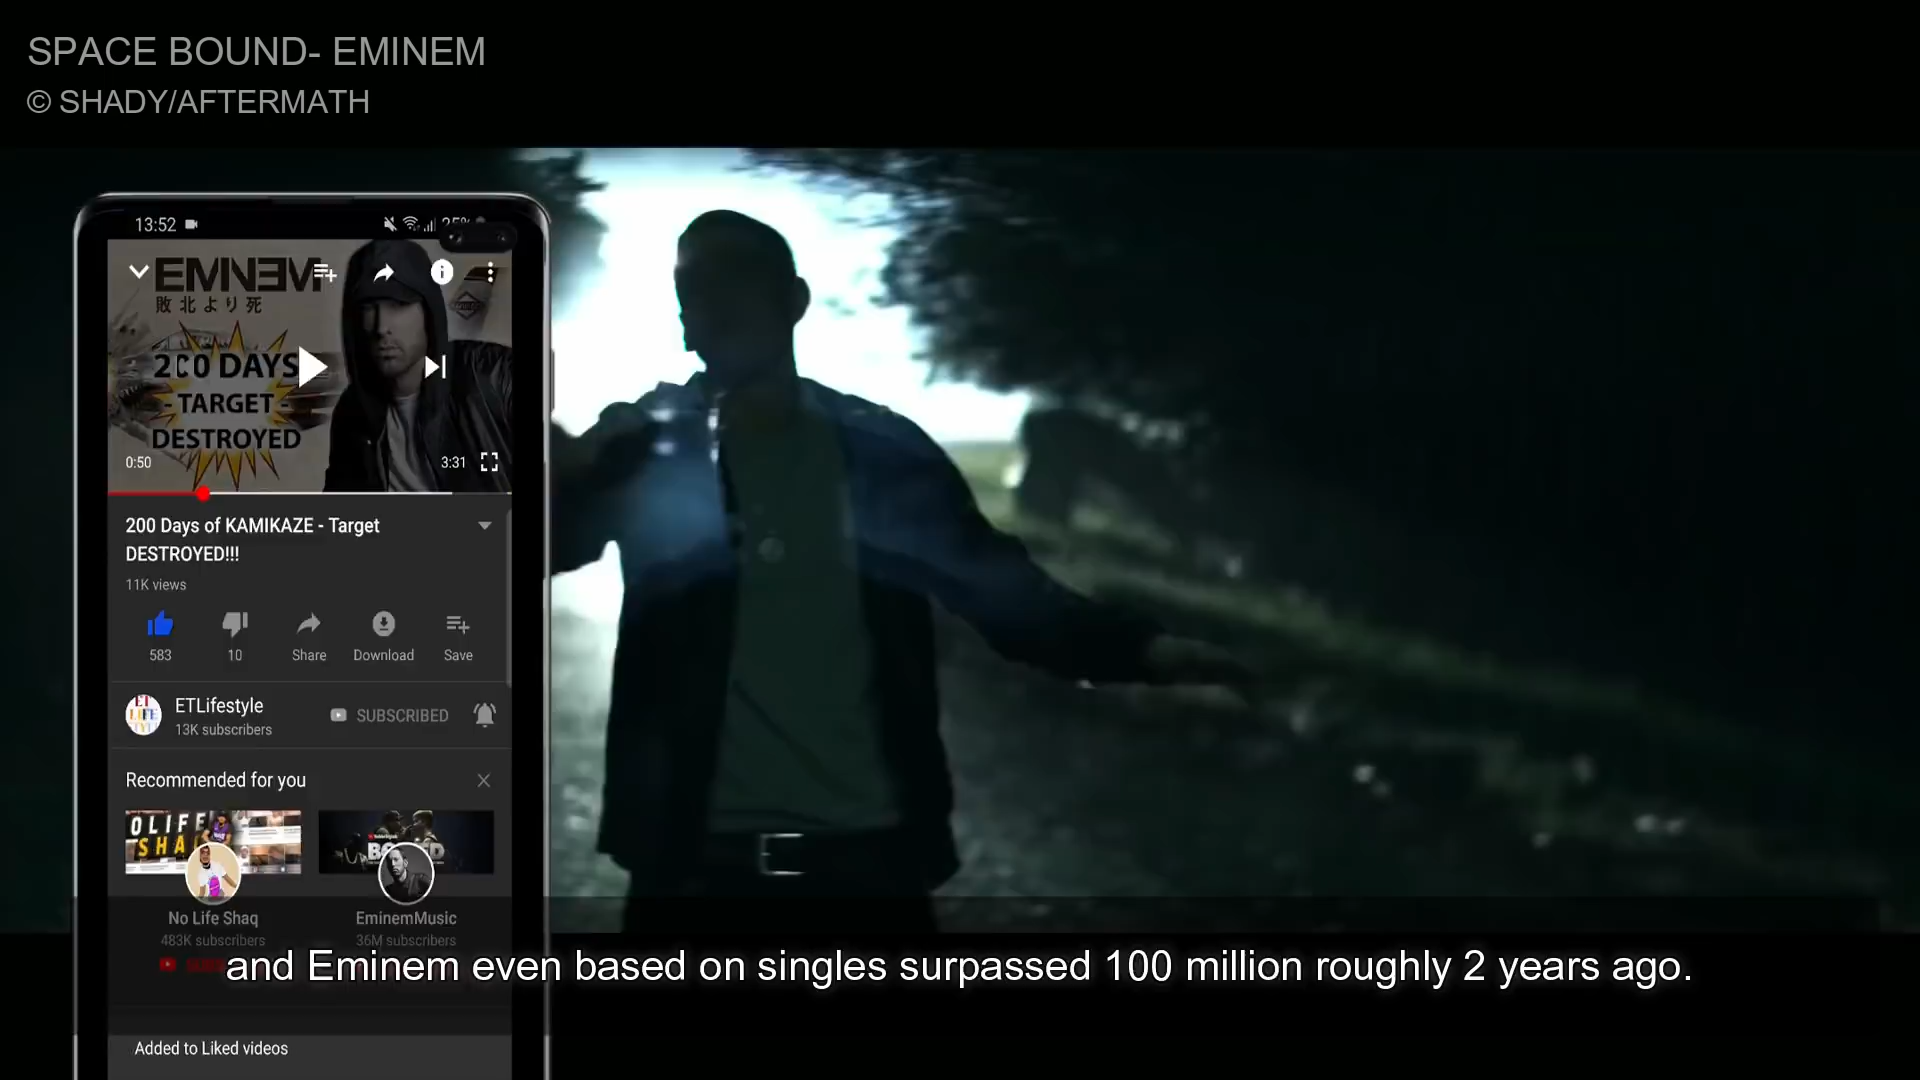 SPACE BOUND- EMINEM
© SHADY/AFTERMATH
13:52
EMINEM
敗北より死
200 DAYS
- TARGET -
DESTROYED
0:50
3:31
200 Days of KAMIKAZE - Target
DESTROYED!!!
11K views
583
10
Share
Download
Save
ETLifestyle
13K subscribers
SUBSCRIBED
Recommended for you
No Life Shaq
483K subscribers
EminemMusic
36M subscribers
and Eminem even based on singles surpassed 100 million roughly 2 years ago.
Added to Liked videos